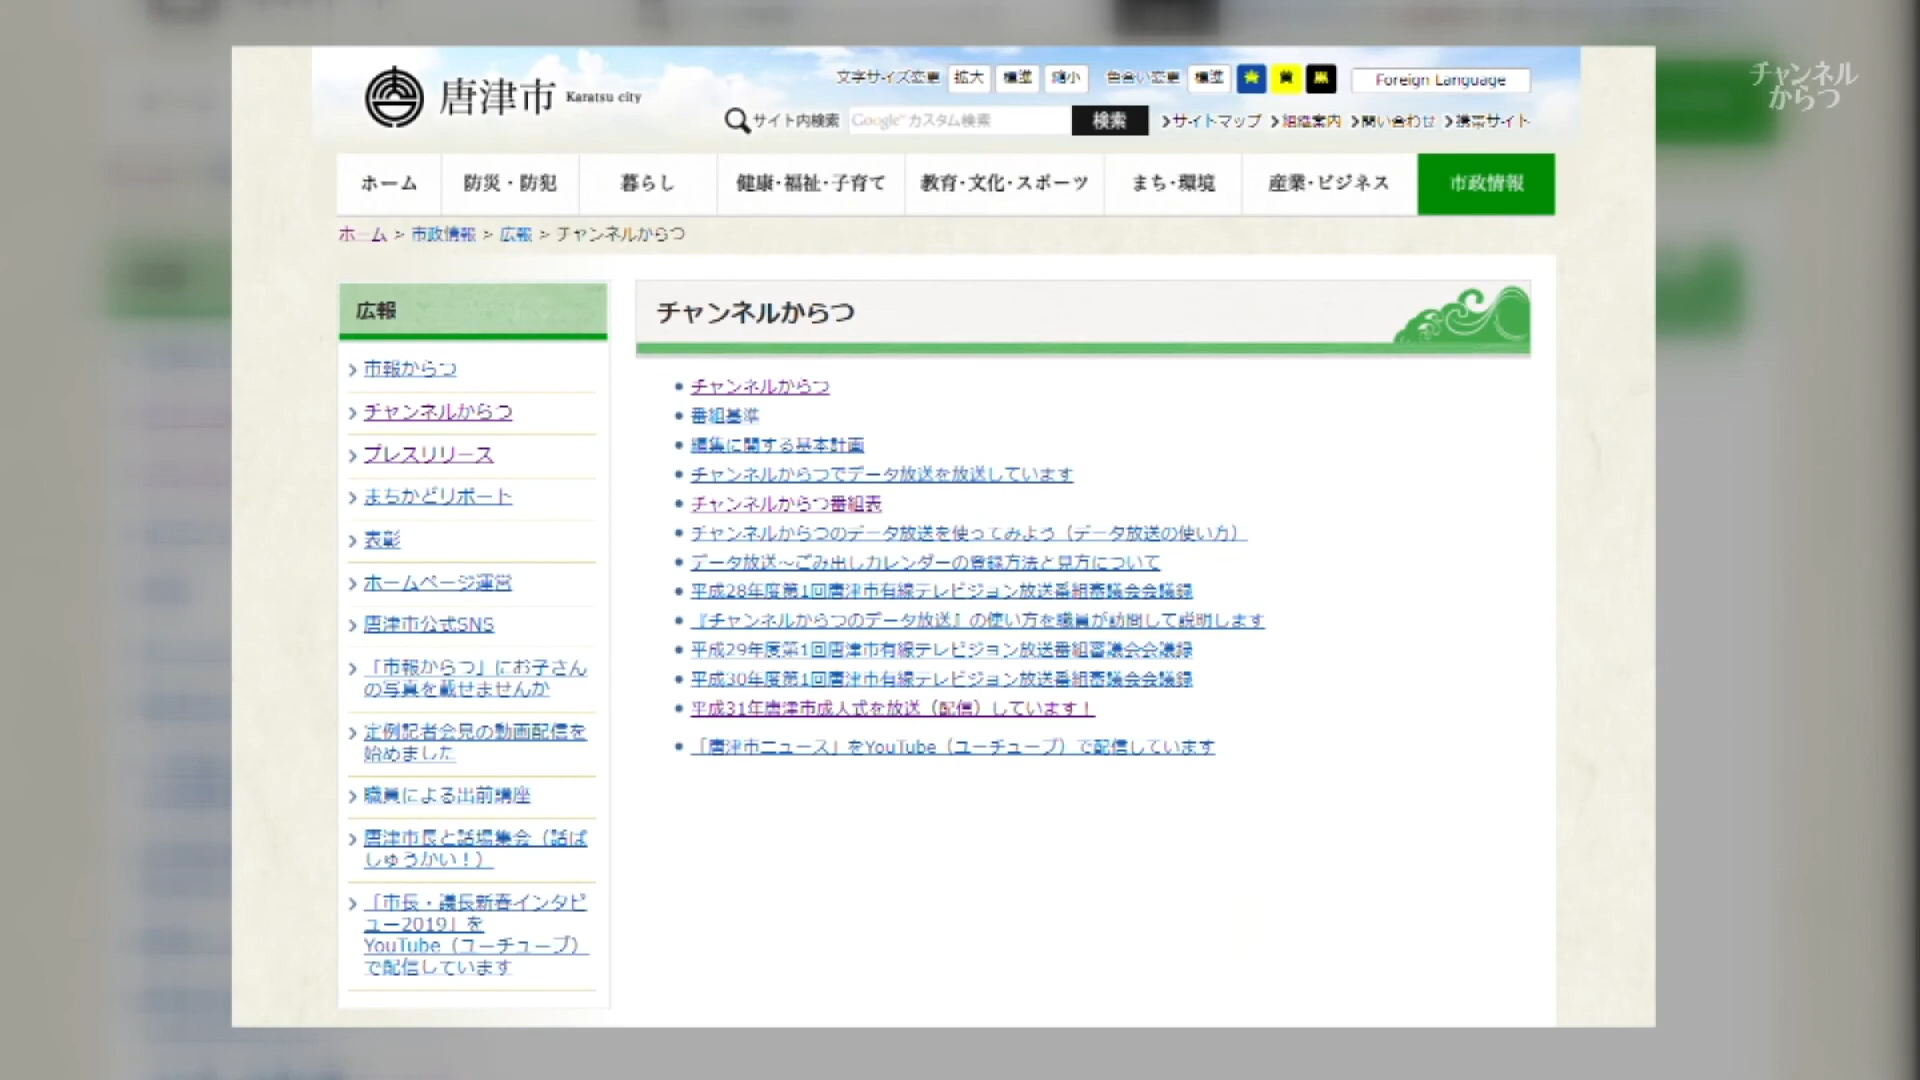 チャンネル
からつ
唐津市 Karatsu city
文字サイズ変更 拡大 標準 縮小 色合い変更 標準 青 黄 黒 Foreign Language
サイト内検索 Google カスタム検索 検索 サイトマップ 組織案内 問い合わせ 携帯サイト
ホーム 防災・防犯 暮らし 健康・福祉・子育て 教育・文化・スポーツ まち・環境 産業・ビジネス 市政情報
ホーム > 市政情報 > 広報 > チャンネルからつ
広報
市報からつ
チャンネルからつ
プレスリリース
まちかどリポート
表彰
ホームページ運営
唐津市公式SNS
「市報からつ」にお子さん
の写真を載せませんか
定例記者会見の動画配信を
始めました
職員による出前講座
唐津市長と話場集会（話ば
しゅうかい！）
「市長・議長新春インタビ
ュー2019」を
YouTube（ユーチューブ）
で配信しています
チャンネルからつ
チャンネルからつ
番組基準
編集に関する基本計画
チャンネルからつでデータ放送を放送しています
チャンネルからつ番組表
チャンネルからつのデータ放送を使ってみよう（データ放送の使い方）
データ放送～ごみ出しカレンダーの登録方法と見方について
平成28年度第1回唐津市有線テレビジョン放送番組審議会会議録
『チャンネルからつのデータ放送』の使い方を職員が訪問して説明します
平成29年度第1回唐津市有線テレビジョン放送番組審議会会議録
平成30年度第1回唐津市有線テレビジョン放送番組審議会会議録
平成31年唐津市成人式を放送（配信）しています！
「唐津市ニュース」をYouTube（ユーチューブ）で配信しています